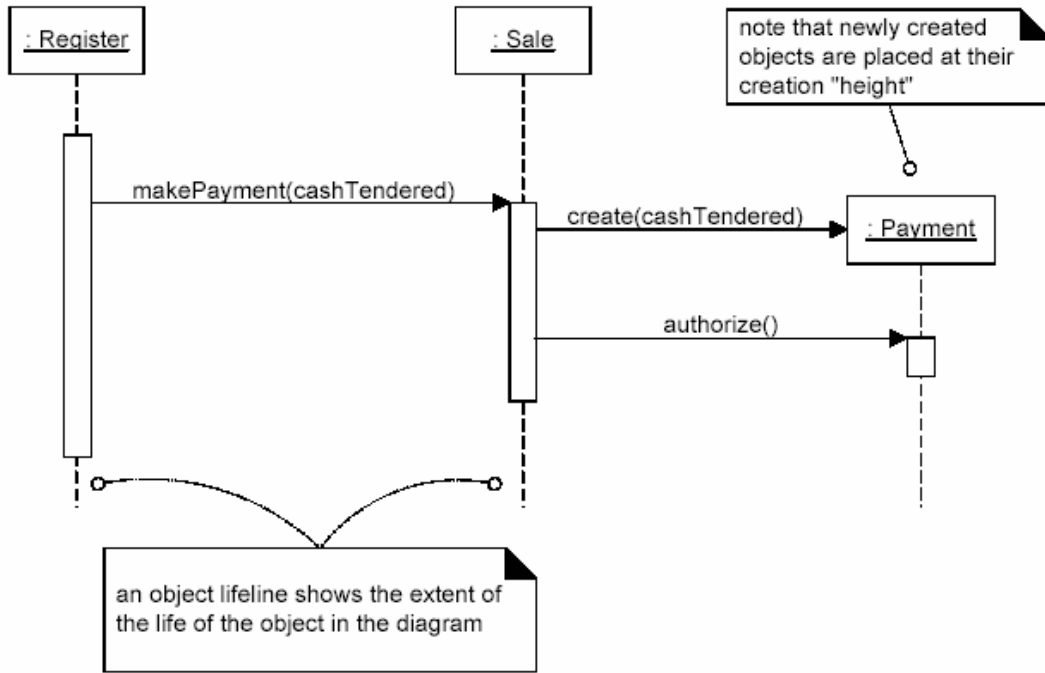 : Register
: Sale
note that newly created
objects are placed at their
creation "height"
makePayment(cashTendered)
create(cashTendered)
: Payment
authorize()
an object lifeline shows the extent of
the life of the object in the diagram